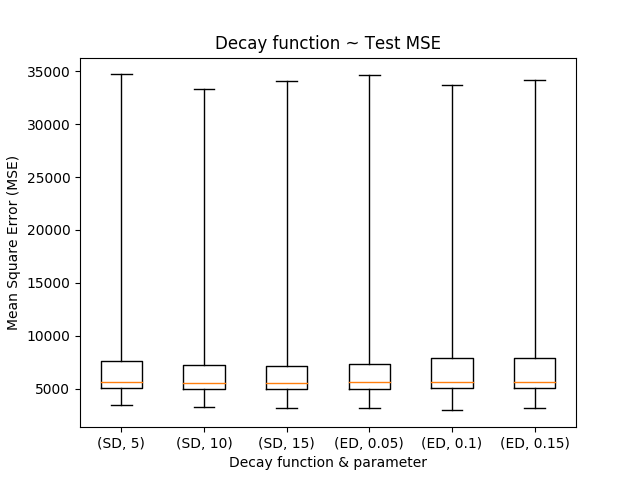 Decay function ~ Test MSE
35000
30000
25000
20000
15000
10000
5000
Mean Square Error (MSE)
(SD, 5) (SD, 10) (SD, 15) (ED, 0.05) (ED, 0.1) (ED, 0.15)
Decay function & parameter